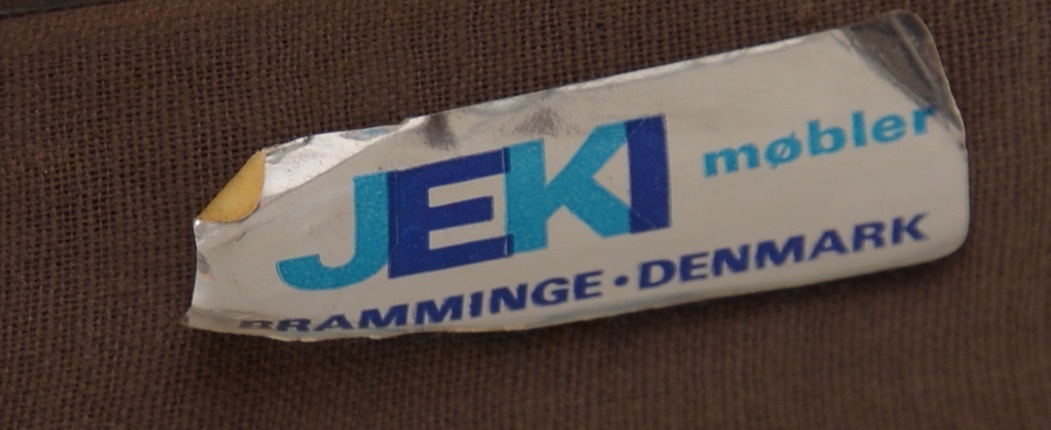 JEKI møbler
BRAMMINGE • DENMARK